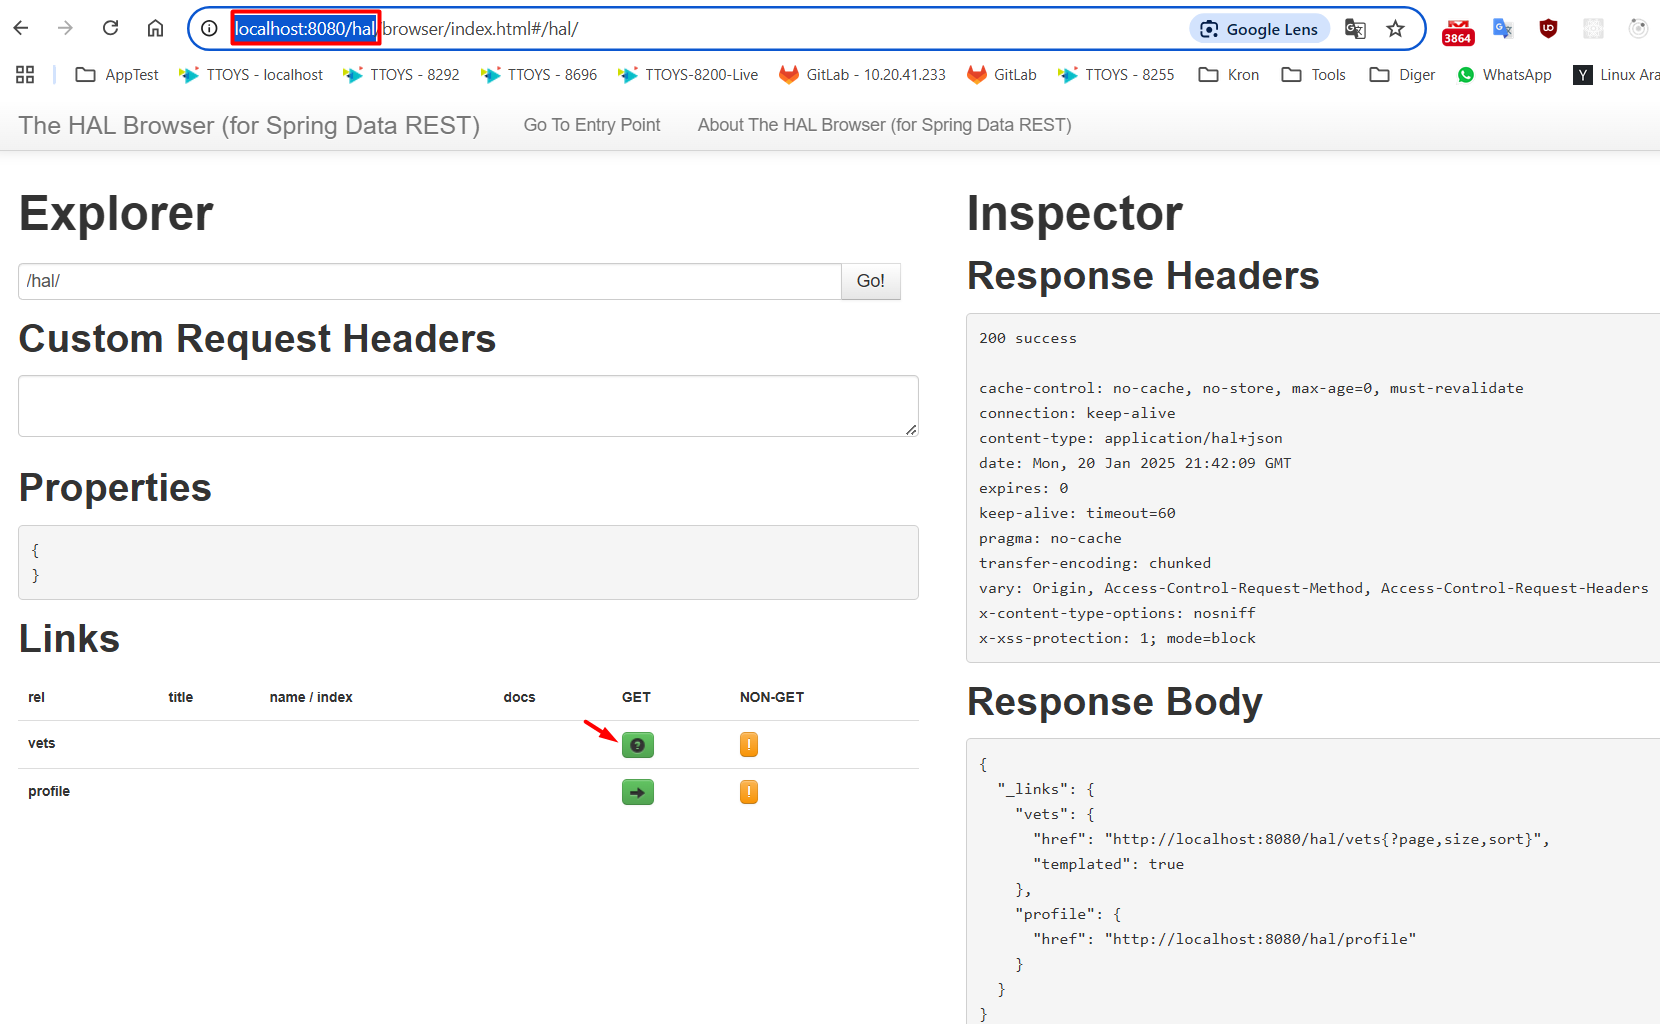 localhost:8080/hal/browser/index.html#/hal/
Google Lens
3864
AppTest
TTOYS - localhost
TTOYS - 8292
TTOYS - 8696
TTOYS-8200-Live
GitLab - 10.20.41.233
GitLab
TTOYS - 8255
Kron
Tools
Diger
WhatsApp
Y
Linux Ara
The HAL Browser (for Spring Data REST)
Go To Entry Point
About The HAL Browser (for Spring Data REST)
Explorer
/hal/
Go!
Custom Request Headers
Properties
{
}
Links
rel title name / index docs GET NON-GET
vets ? !
profile !
Inspector
Response Headers
200 success
cache-control: no-cache, no-store, max-age=0, must-revalidate
connection: keep-alive
content-type: application/hal+json
date: Mon, 20 Jan 2025 21:42:09 GMT
expires: 0
keep-alive: timeout=60
pragma: no-cache
transfer-encoding: chunked
vary: Origin, Access-Control-Request-Method, Access-Control-Request-Headers
x-content-type-options: nosniff
x-xss-protection: 1; mode=block
Response Body
{
"_links": {
"vets": {
"href": "http://localhost:8080/hal/vets{?page,size,sort}",
"templated": true
},
"profile": {
"href": "http://localhost:8080/hal/profile"
}
}
}